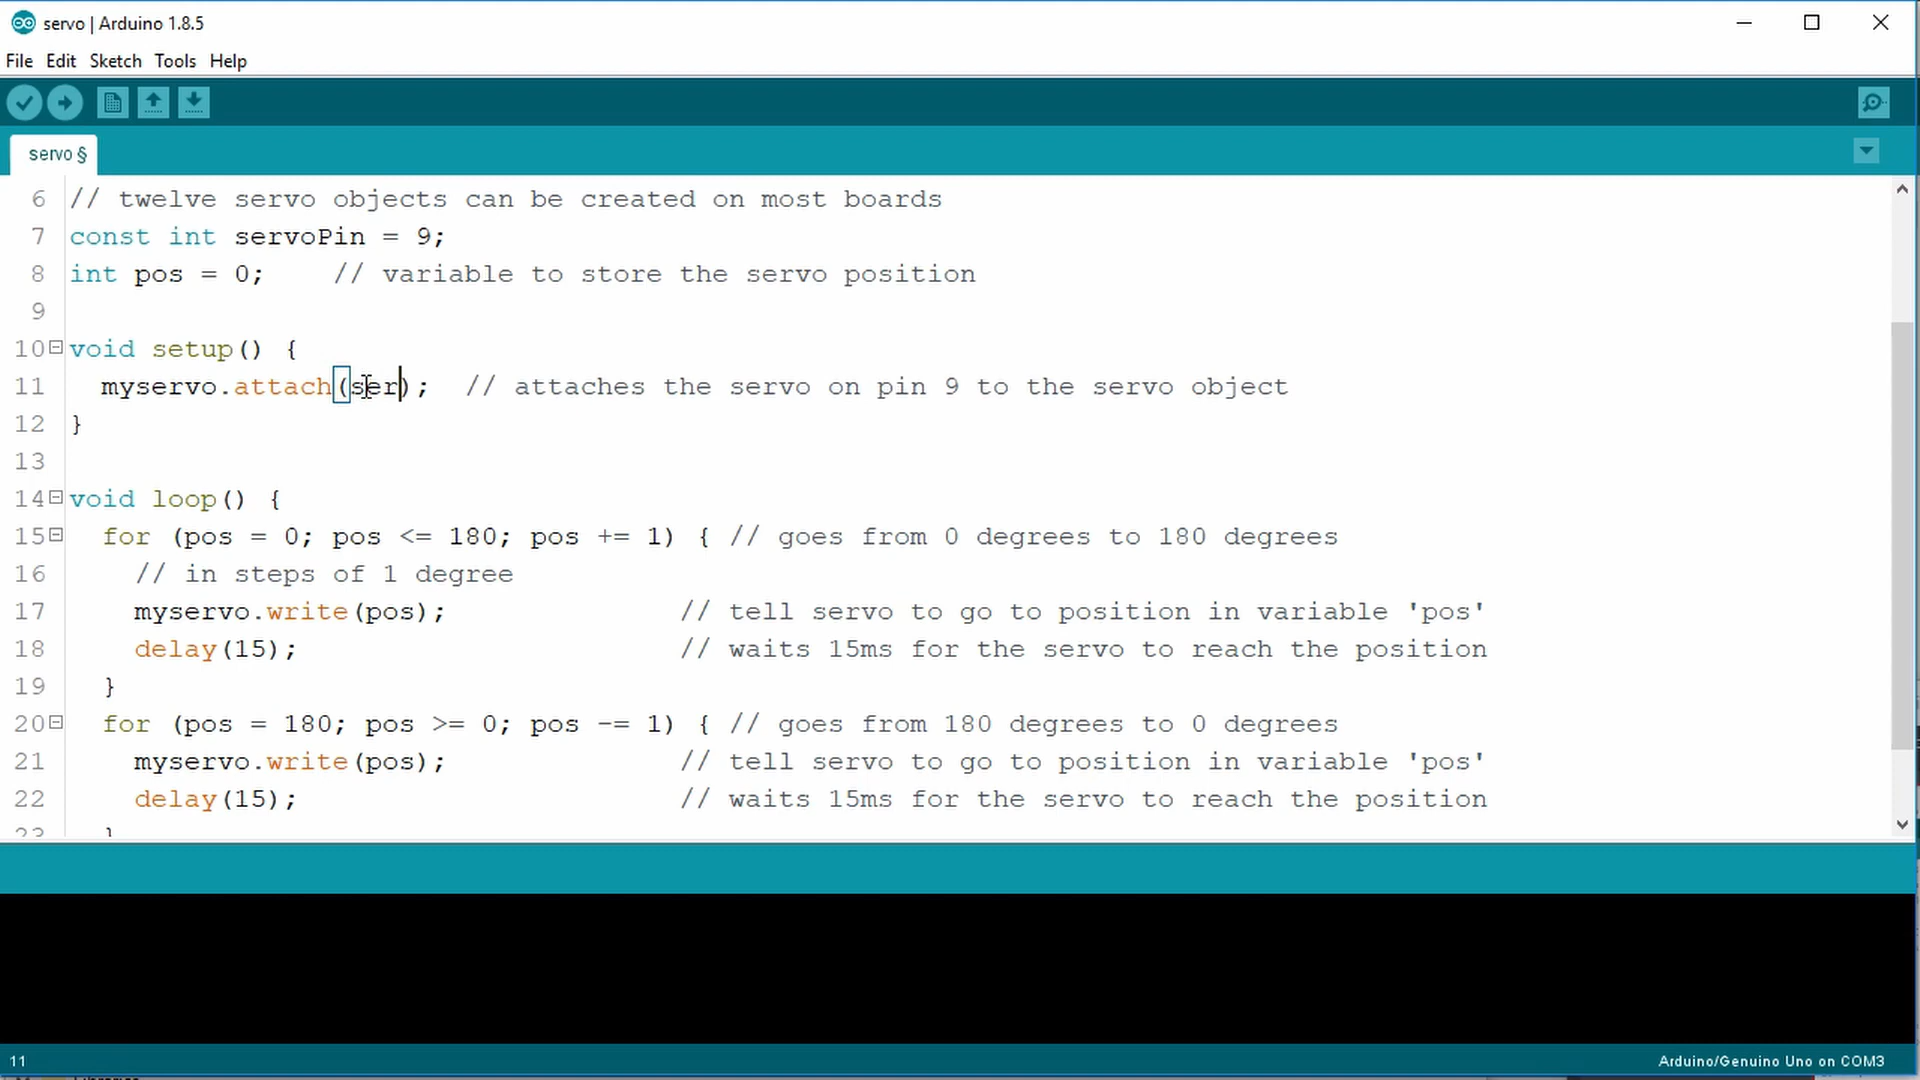 servo | Arduino 1.8.5
File Edit Sketch Tools Help
servo §
6 // twelve servo objects can be created on most boards
7 const int servoPin = 9;
8 int pos = 0;    // variable to store the servo position
9
10 void setup() {
11   myservo.attach(ser);  // attaches the servo on pin 9 to the servo object
12 }
13
14 void loop() {
15   for (pos = 0; pos <= 180; pos += 1) { // goes from 0 degrees to 180 degrees
16     // in steps of 1 degree
17     myservo.write(pos);              // tell servo to go to position in variable 'pos'
18     delay(15);                       // waits 15ms for the servo to reach the position
19   }
20   for (pos = 180; pos >= 0; pos -= 1) { // goes from 180 degrees to 0 degrees
21     myservo.write(pos);              // tell servo to go to position in variable 'pos'
22     delay(15);                       // waits 15ms for the servo to reach the position
23   }
11 Arduino/Genuino Uno on COM3